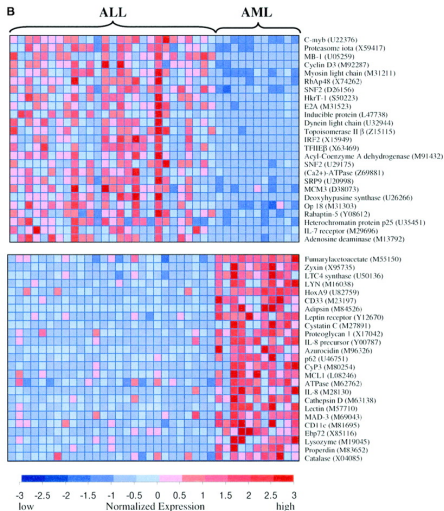 B
ALL AML
C-myb (U22376)
Proteasome iota (X59417)
MB-1 (U05259)
Cyclin D3 (M92287)
Myosin light chain (M31211)
RbAp48 (X74262)
SNF2 (D26156)
HkrT-1 (S50223)
E2A (M31523)
Inducible protein (L47738)
Dynein light chain (U32944)
Topoisomerase II β (Z15115)
IRF2 (X15949)
TFIIEβ (X63469)
Acyl-Coenzyme A dehydrogenase (M91432)
SNF2 (U29175)
(Ca2+)-ATPase (Z69881)
SRP9 (U20998)
MCM3 (D38073)
Deoxyhypusine synthase (U26266)
Op 18 (M31303)
Rabaptin-5 (Y08612)
Heterochromatin protein p25 (U35451)
IL-7 receptor (M29696)
Adenosine deaminase (M13792)
Fumarylacetoacetate (M55150)
Zyxin (X95735)
LTC4 synthase (U50136)
LYN (M16038)
HoxA9 (U82759)
CD33 (M23197)
Adipsin (M84526)
Leptin receptor (Y12670)
Cystatin C (M27891)
Proteoglycan 1 (X17042)
IL-8 precursor (Y00787)
Azurocidin (M96326)
p62 (U46751)
CyP3 (M80254)
MCL1 (L08246)
ATPase (M62762)
IL-8 (M28130)
Cathepsin D (M63138)
Lectin (M57710)
MAD-3 (M69043)
CD11c (M81695)
Ebp72 (X85116)
Lysozyme (M19045)
Properdin (M83652)
Catalase (X04085)
-3 -2.5 -2 -1.5 -1 -0.5 0 0.5 1 1.5 2 2.5 3
low Normalized Expression high